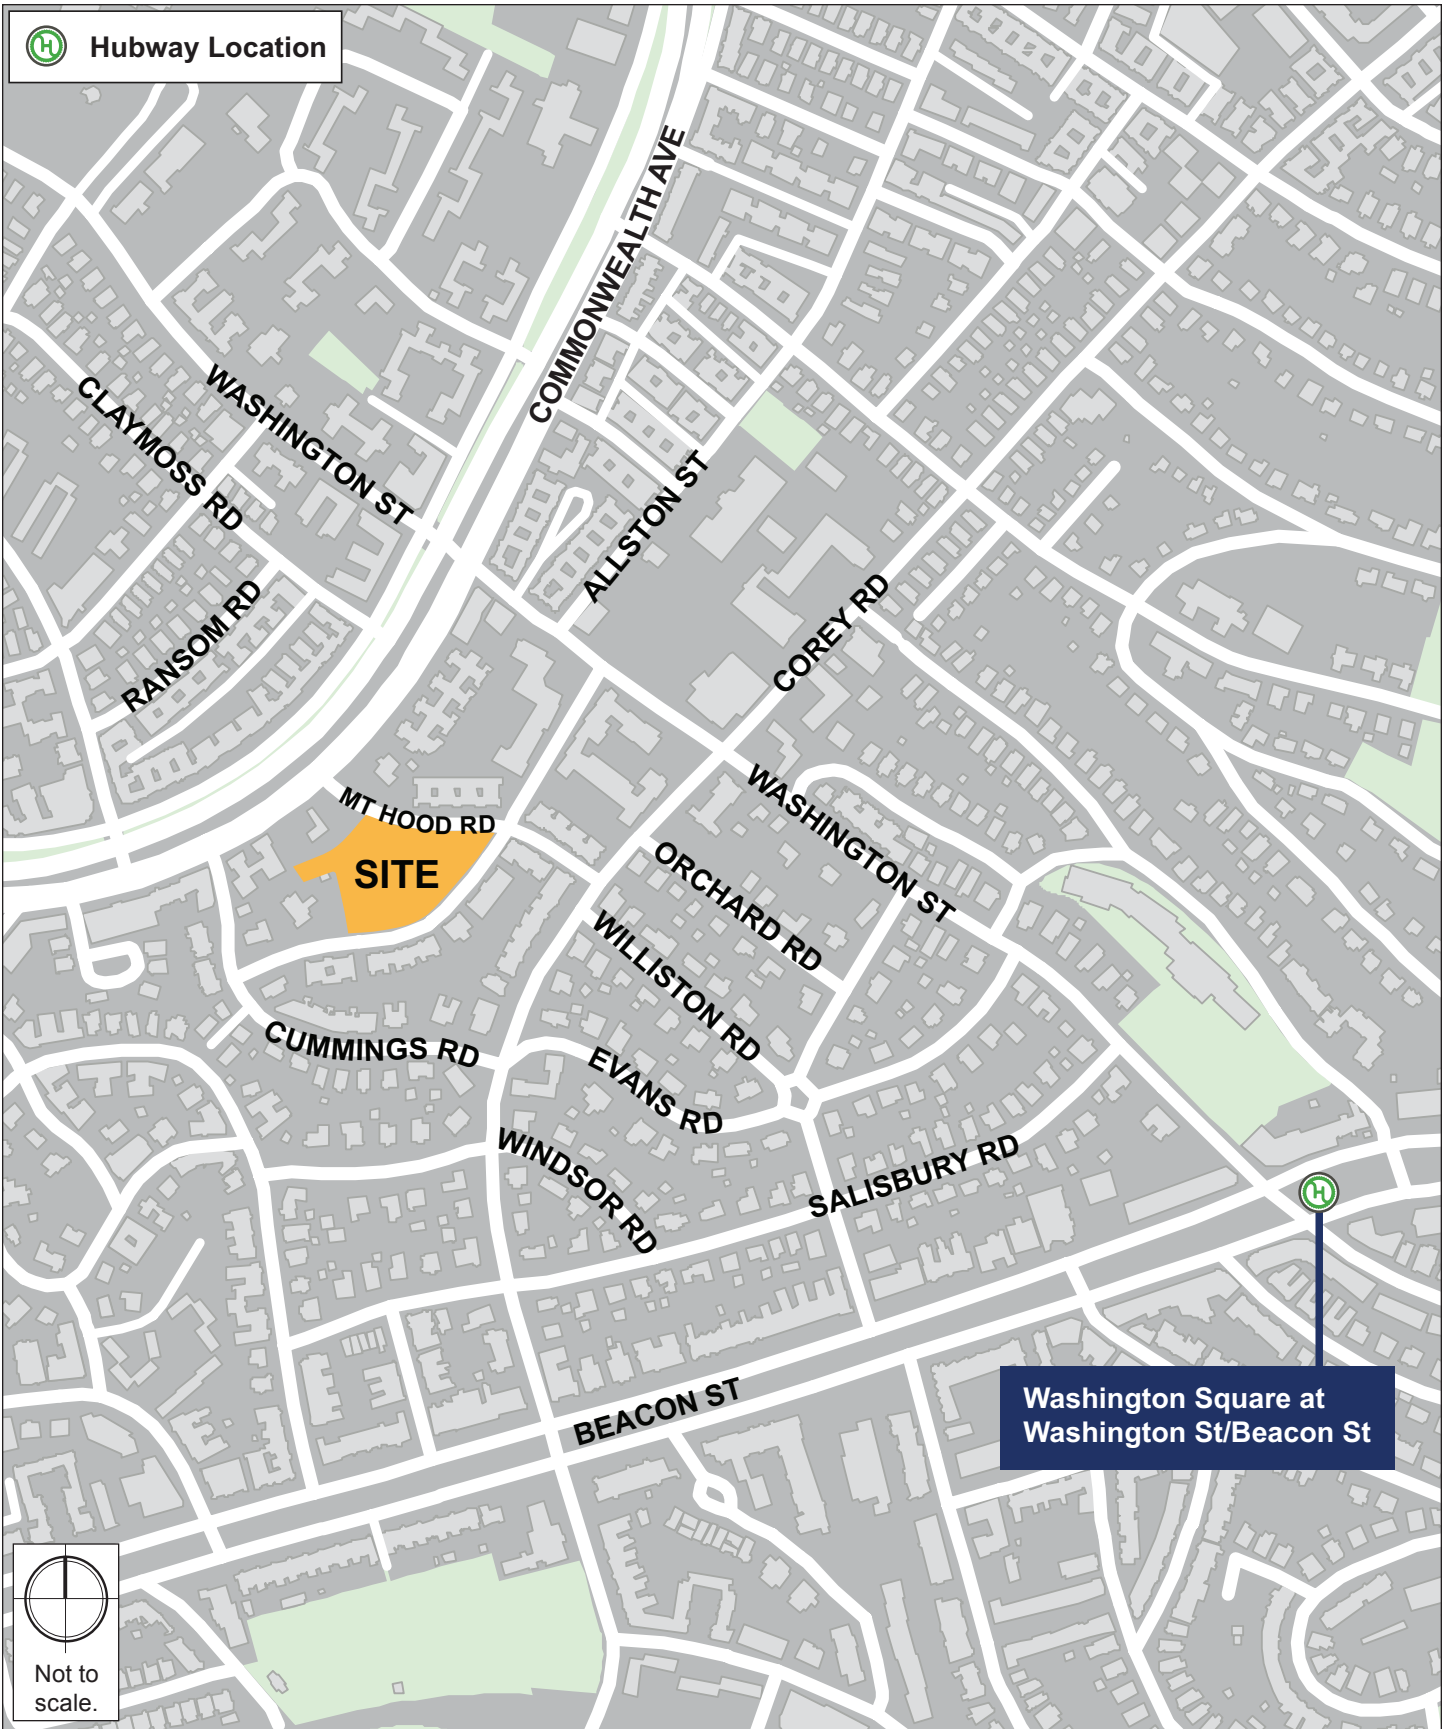 Hubway Location
COMMONWEALTH AVE
WASHINGTON ST
CLAYMOSS RD
ALLSTON ST
RANSOM RD
COREY RD
MT HOOD RD
SITE
WASHINGTON ST
ORCHARD RD
WILLISTON RD
CUMMINGS RD
EVANS RD
WINDSOR RD
SALISBURY RD
BEACON ST
Washington Square at
Washington St/Beacon St
Not to
scale.